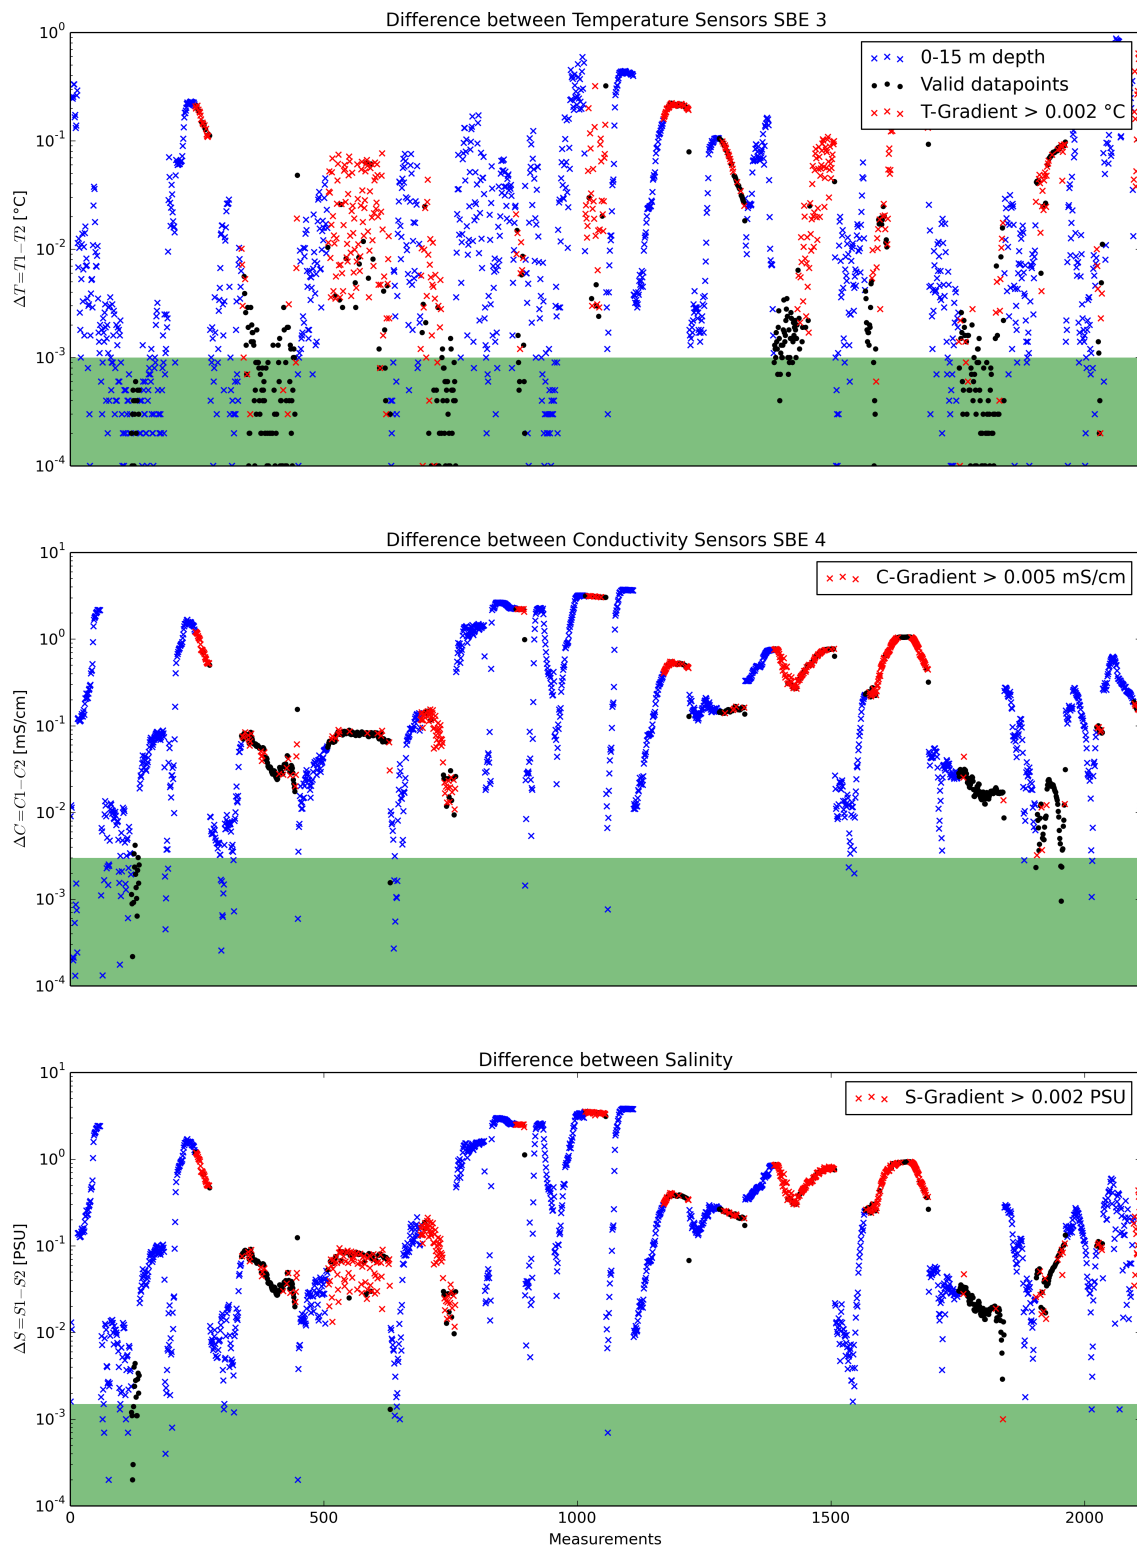 Difference between Temperature Sensors SBE 3
10^0
10^-1
10^-2
10^-3
10^-4
ΔT=T1−T2 [°C]
0-15 m depth
Valid datapoints
T-Gradient > 0.002 °C
Difference between Conductivity Sensors SBE 4
10^1
10^0
10^-1
10^-2
10^-3
10^-4
ΔC=C1−C2 [mS/cm]
C-Gradient > 0.005 mS/cm
Difference between Salinity
10^1
10^0
10^-1
10^-2
10^-3
10^-4
ΔS=S1−S2 [PSU]
S-Gradient > 0.002 PSU
0 500 1000 1500 2000
Measurements